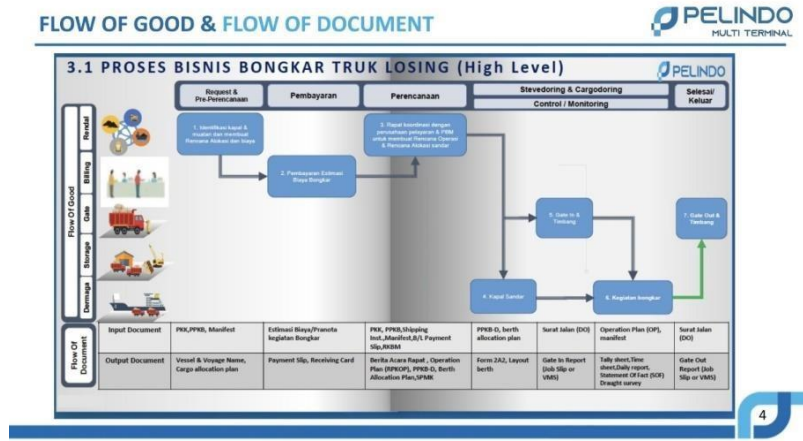 FLOW OF GOOD & FLOW OF DOCUMENT
PELINDO
MULTI TERMINAL
3.1 PROSES BISNIS BONGKAR TRUK LOSING (High Level)
PELINDO
Request &
Pre-Perencanaan
Pembayaran
Perencanaan
Stevedoring & Cargodoring
Control / Monitoring
Selesai/
Keluar
Flow Of Good
Rendal
Billing
Gate
Storage
Dermaga
1. Identifikasi kapal &
muatan dan membuat
Rencana Alokasi dan biaya
2. Pembayaran Estimasi
Biaya Bongkar
3. Rapat koordinasi dengan
perusahaan pelayaran & PBM
untuk membuat Rencana Operasi
& Rencana Alokasi sandar
4. Kapal Sandar
5. Gate In &
Timbang
6. Kegiatan bongkar
7. Gate Out &
Timbang
Flow Of
Document
Input Document
PKK,PPKB, Manifest
Estimasi Biaya/Pranota
kegiatan Bongkar
PKK, PPKB,Shipping
Inst.,Manifest,B/L Payment
Slip,RKBM
PPKB-D, berth
allocation plan
Surat Jalan (DO)
Operation Plan (OP),
manifest
Surat Jalan
(DO)
Output Document
Vessel & Voyage Name,
Cargo allocation plan
Payment Slip, Receiving Card
Berita Acara Rapat , Operation
Plan (RPKOP), PPKB-D, Berth
Allocation Plan,SPMK
Form 2A2, Layout
berth
Gate In Report
(Job Slip or
VMS)
Tally sheet,Time
sheet,Daily report,
Statement Of Fact (SOF)
Draught survey
Gate Out
Report (Job
Slip or VMS)
4